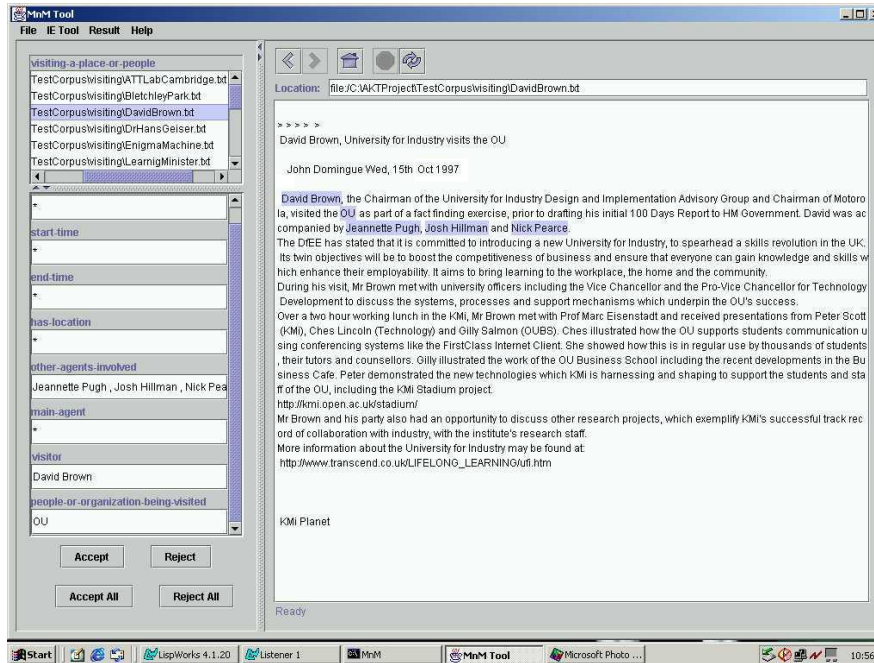 MnM Tool
File IE Tool Result Help
visiting-a-place-or-people
TestCorpus\visiting\ATTLabCambridge.txt
TestCorpus\visiting\BletchleyPark.txt
TestCorpus\visiting\DavidBrown.txt
TestCorpus\visiting\DrHansGeiser.txt
TestCorpus\visiting\EnigmaMachine.txt
TestCorpus\visiting\LearnigMinister.txt
*
start-time
*
end-time
*
has-location
*
other-agents-involved
Jeannette Pugh , Josh Hillman , Nick Pea
main-agent
*
visitor
David Brown
people-or-organization-being-visited
OU
Accept Reject
Accept All Reject All
Location: file:/C:\AKTProject\TestCorpus\visiting\DavidBrown.txt
> > > > >
David Brown, University for Industry visits the OU
John Domingue Wed, 15th Oct 1997
David Brown, the Chairman of the University for Industry Design and Implementation Advisory Group and Chairman of Motoro
la, visited the OU as part of a fact finding exercise, prior to drafting his initial 100 Days Report to HM Government. David was ac
companied by Jeannette Pugh, Josh Hillman and Nick Pearce.
The DfEE has stated that it is committed to introducing a new University for Industry, to spearhead a skills revolution in the UK.
Its twin objectives will be to boost the competitiveness of business and ensure that everyone can gain knowledge and skills w
hich enhance their employability. It aims to bring learning to the workplace, the home and the community.
During his visit, Mr Brown met with university officers including the Vice Chancellor and the Pro-Vice Chancellor for Technology
Development to discuss the systems, processes and support mechanisms which underpin the OU's success.
Over a two hour working lunch in the KMi, Mr Brown met with Prof Marc Eisenstadt and received presentations from Peter Scott
(KMi), Ches Lincoln (Technology) and Gilly Salmon (OUBS). Ches illustrated how the OU supports students communication u
sing conferencing systems like the FirstClass Internet Client. She showed how this is in regular use by thousands of students
, their tutors and counsellors. Gilly illustrated the work of the OU Business School including the recent developments in the Bu
siness Cafe. Peter demonstrated the new technologies which KMi is harnessing and shaping to support the students and sta
ff of the OU, including the KMi Stadium project.
http://kmi.open.ac.uk/stadium/
Mr Brown and his party also had an opportunity to discuss other research projects, which exemplify KMi's successful track rec
ord of collaboration with industry, with the institute's research staff.
More information about the University for Industry may be found at:
http://www.transcend.co.uk/LIFELONG_LEARNING/ufi.htm
KMi Planet
Ready
Start LispWorks 4.1.20 Listener 1 MnM MnM Tool Microsoft Photo ... 10:56